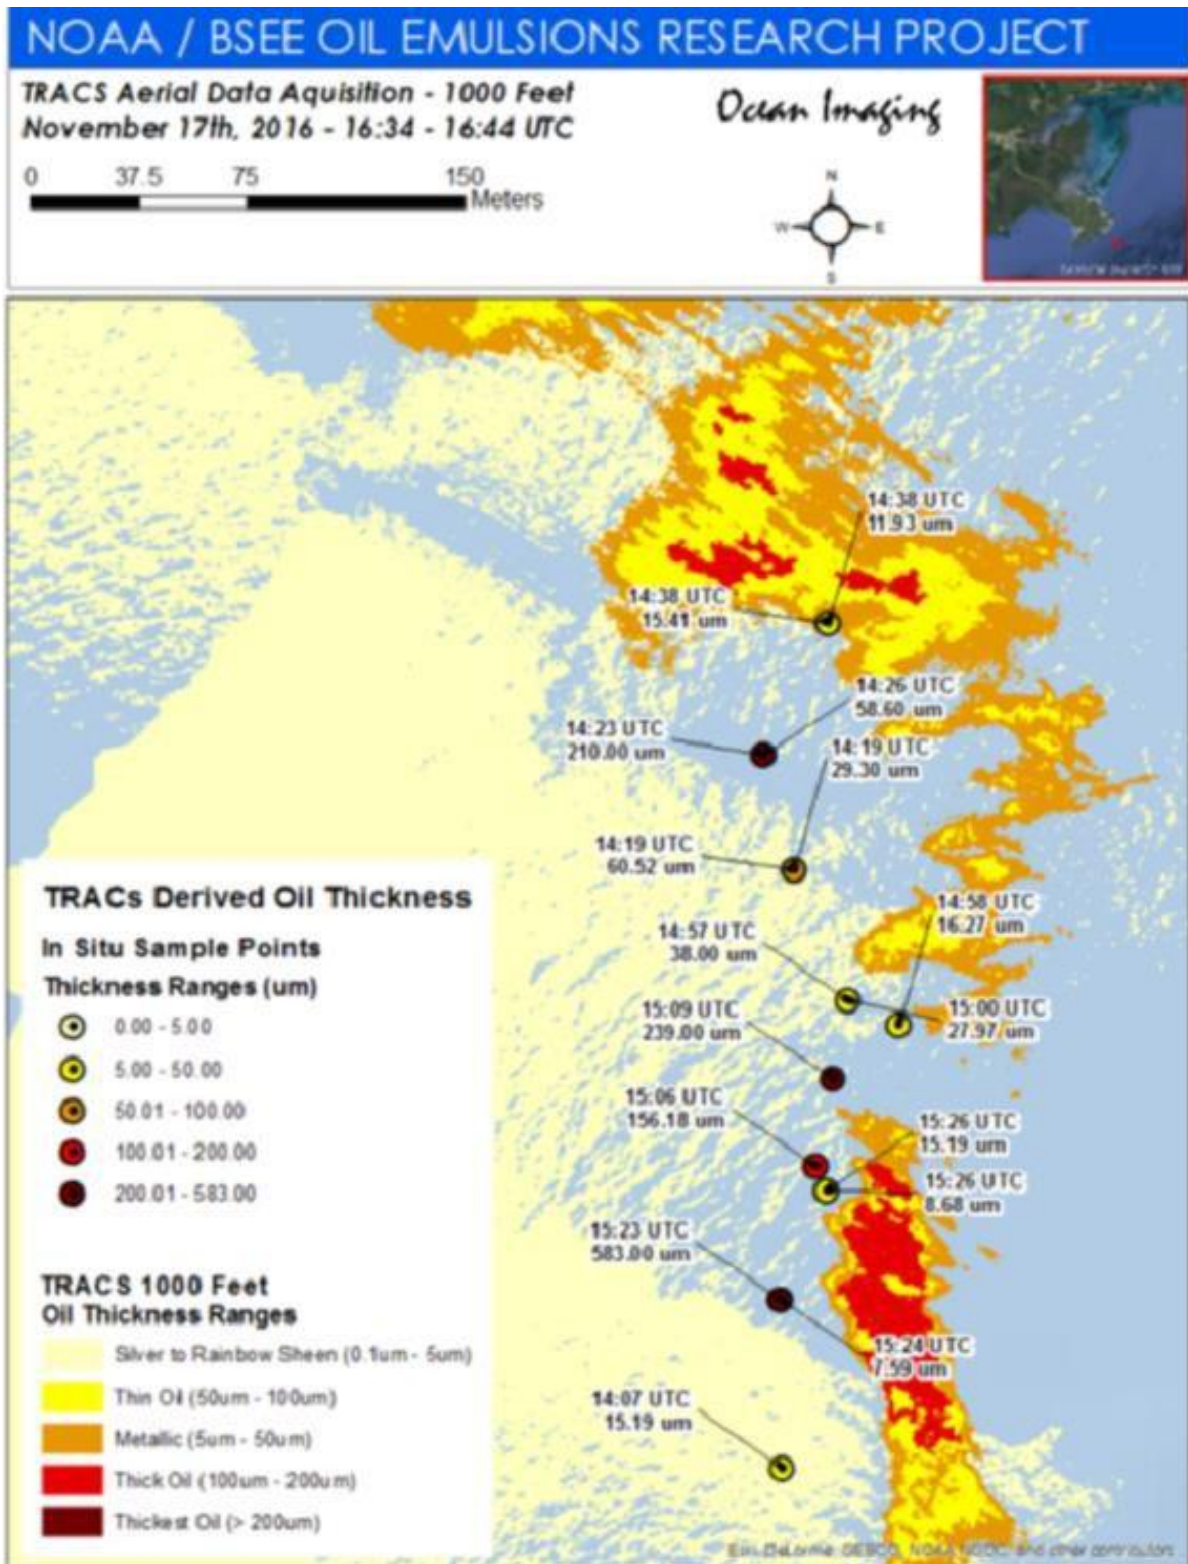 NOAA / BSEE OIL EMULSIONS RESEARCH PROJECT
TRACS Aerial Data Aquisition - 1000 Feet
November 17th, 2016 - 16:34 - 16:44 UTC
Ocean Imaging
0 37.5 75 150
Meters
N
W E
S
14:38 UTC
11.93 um
14:38 UTC
15.41 um
14:26 UTC
58.60 um
14:23 UTC
210.00 um
14:19 UTC
29.30 um
14:19 UTC
60.52 um
14:58 UTC
16.27 um
14:57 UTC
38.00 um
15:00 UTC
27.97 um
15:09 UTC
239.00 um
15:06 UTC
156.18 um
15:26 UTC
15.19 um
15:26 UTC
8.68 um
15:23 UTC
583.00 um
15:24 UTC
7.59 um
14:07 UTC
15.19 um
TRACs Derived Oil Thickness
In Situ Sample Points
Thickness Ranges (um)
0.00 - 5.00
5.00 - 50.00
50.01 - 100.00
100.01 - 200.00
200.01 - 583.00
TRACS 1000 Feet
Oil Thickness Ranges
Silver to Rainbow Sheen (0.1um - 5um)
Thin Oil (50um - 100um)
Metallic (5um - 50um)
Thick Oil (100um - 200um)
Thickest Oil (> 200um)
Esri, DeLorme, GEBCO, NOAA NGDC, and other contributors